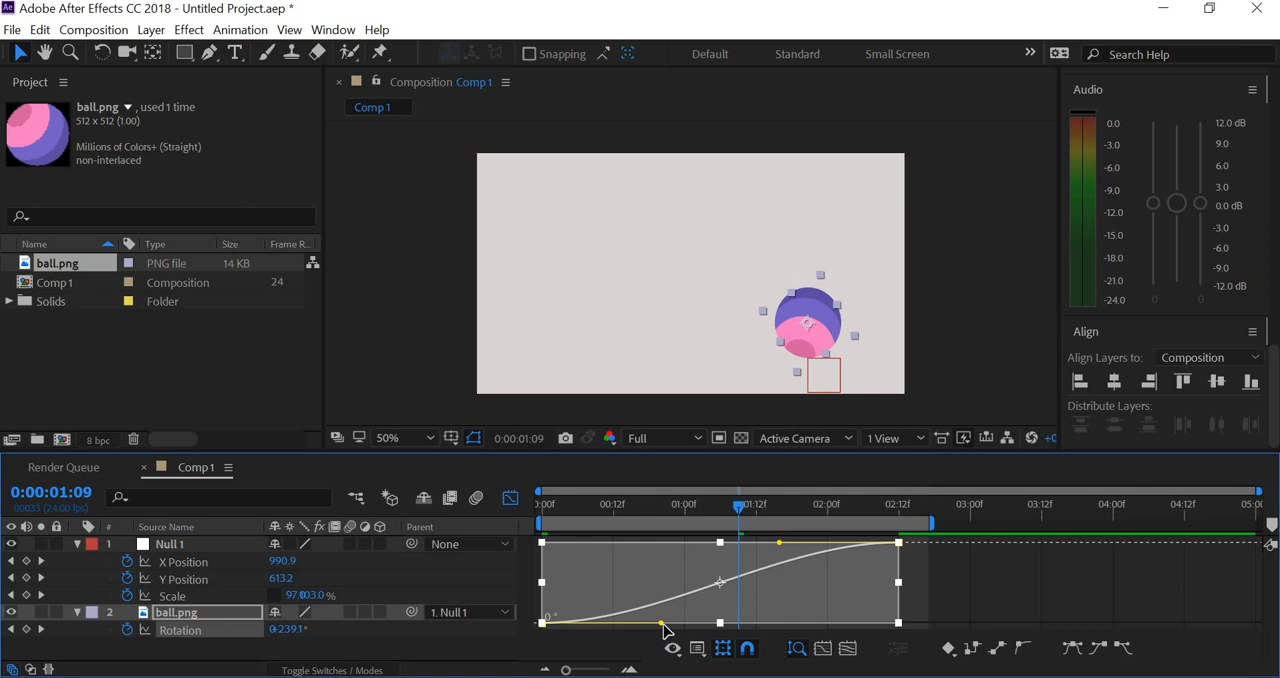 Ae Adobe After Effects CC 2018 - Untitled Project.aep *
File Edit Composition Layer Effect Animation View Window Help
Snapping Default Standard Small Screen » Search Help
Project
ball.png ▼ , used 1 time
512 x 512 (1.00)
Millions of Colors+ (Straight)
non-interlaced
Name Type Size Frame R...
ball.png PNG file 14 KB
Comp 1 Composition 24
Solids Folder
8 bpc
× Composition Comp 1
Comp 1
50% 0:00:01:09 Full Active Camera 1 View +0
Audio
0.0 12.0 dB
-3.0 9.0
-6.0 6.0
-9.0 3.0
-12.0 0.0 dB
-15.0 -3.0
-18.0 -6.0
-21.0 -9.0
-24.0 -12.0 dB
0 0
Align
Align Layers to: Composition
Distribute Layers:
Render Queue × Comp 1
0:00:01:09
00033 (24.00 fps)
# Source Name Parent
1 Null 1 None
X Position 990.9
Y Position 613.2
Scale
2 ball.png 1. Null 1
Rotation
Toggle Switches / Modes
:00f 00:12f 01:00f 01:12f 02:00f 02:12f 03:00f 03:12f 04:00f 04:12f 05:00
0 °